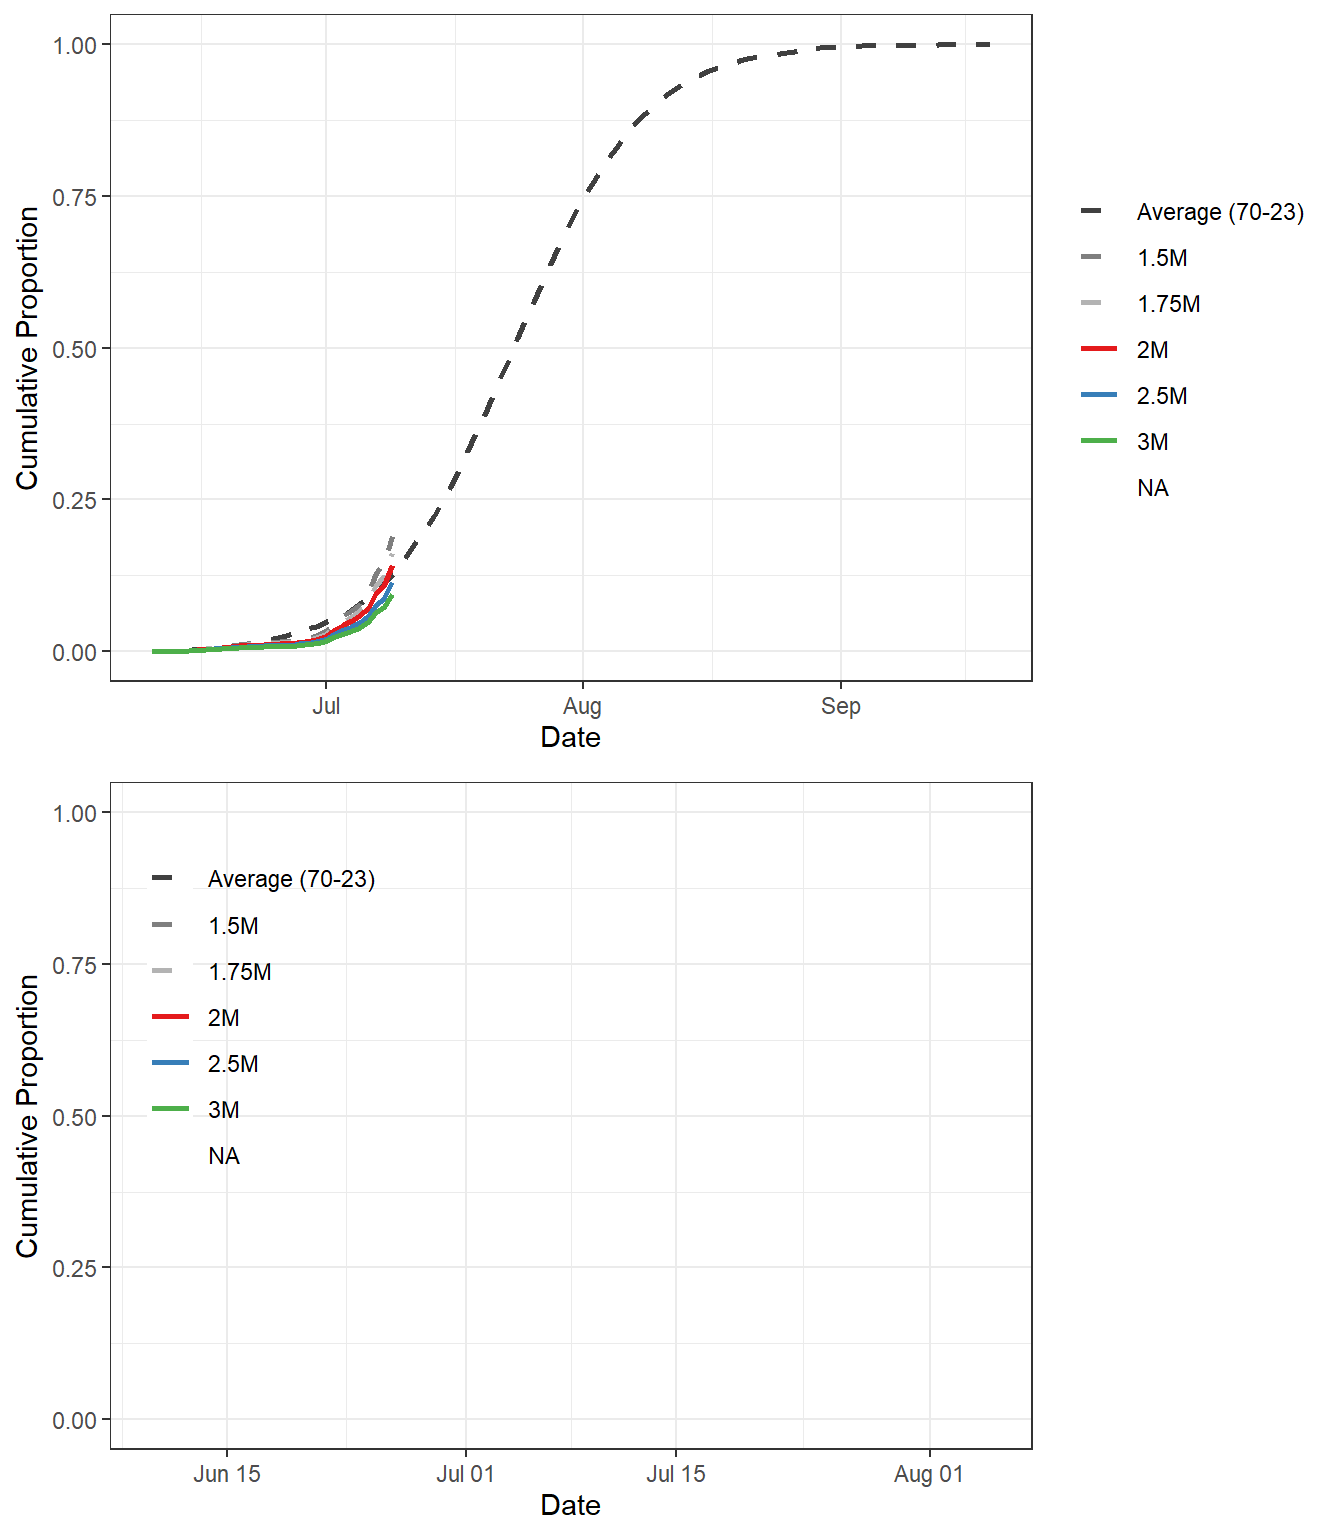 1.00
0.75
0.50
0.25
0.00
Cumulative Proportion
Jul
Aug
Sep
Date
Average (70-23)
1.5M
1.75M
2M
2.5M
3M
NA
1.00
0.75
0.50
0.25
0.00
Cumulative Proportion
Average (70-23)
1.5M
1.75M
2M
2.5M
3M
NA
Jun 15
Jul 01
Jul 15
Aug 01
Date